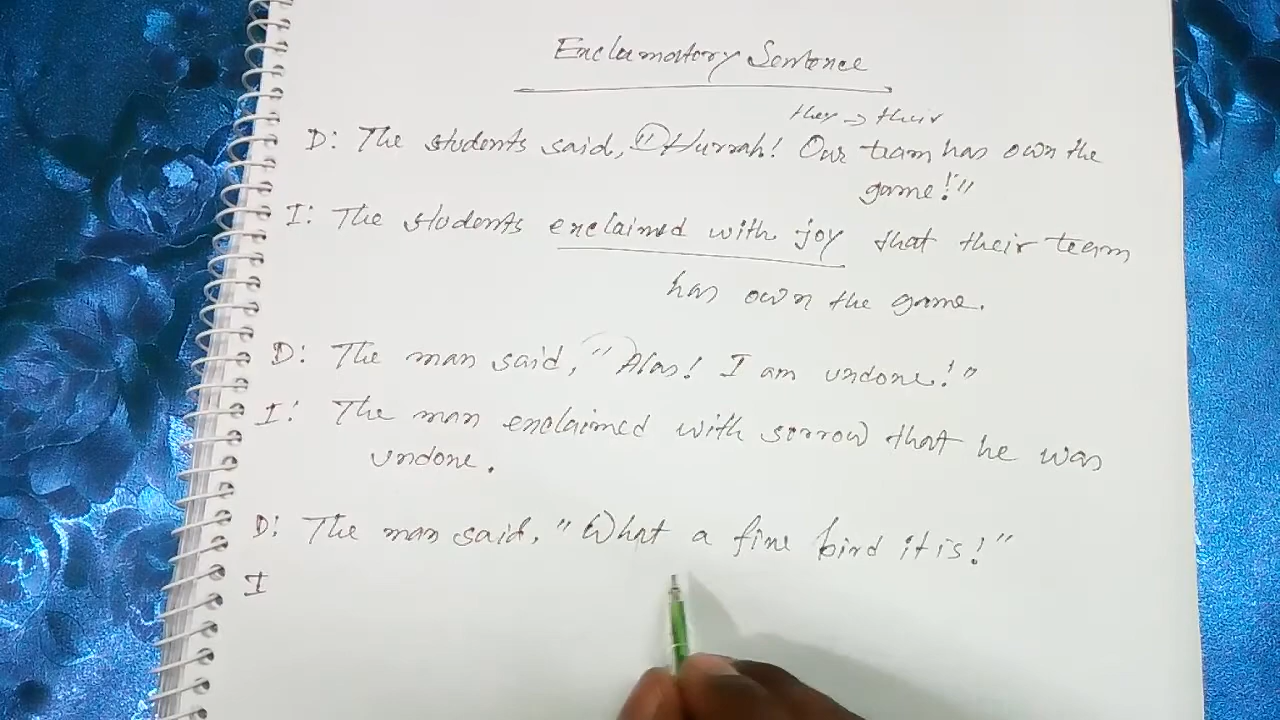 Exclamatory Sentence
they → their
D: The students said, "Hurrah! Our team has own the
game!"
I: The students exclaimed with joy that their team
has own the game.
D: The man said, "Alas! I am undone!"
I: The man exclaimed with sorrow that he was
undone.
D: The man said, "What a fine bird it is!"
I